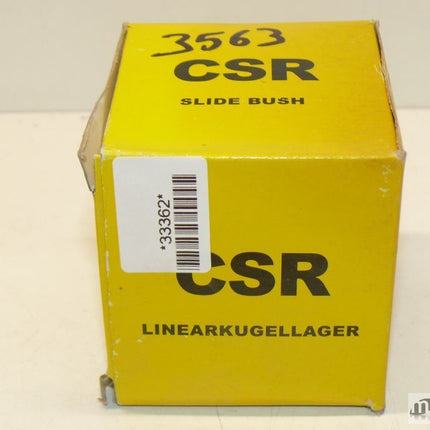 3563
CSR
SLIDE BUSH
*33362*
CSR
LINEARKUGELLAGER